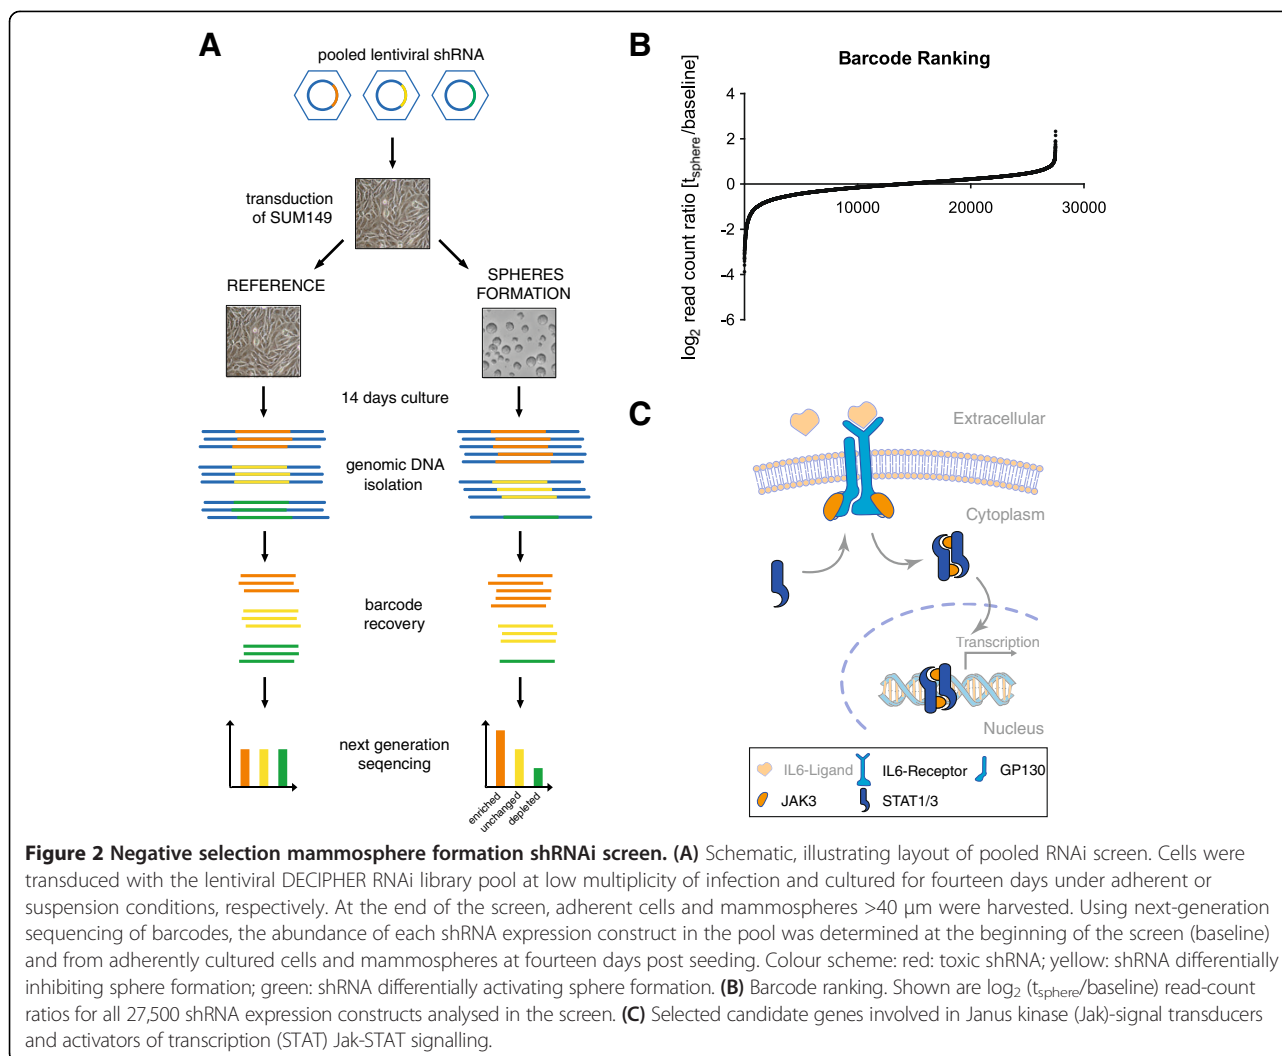 A
pooled lentiviral shRNA
transduction
of SUM149
REFERENCE
SPHERES
FORMATION
14 days culture
genomic DNA
isolation
barcode
recovery
next generation
seqencing
enriched
unchanged
depleted
B
Barcode Ranking
log2 read count ratio [tsphere/baseline]
4
2
0
-2
-4
-6
10000
20000
30000
C
Extracellular
Cytoplasm
Transcription
Nucleus
IL6-Ligand
IL6-Receptor
GP130
JAK3
STAT1/3
Figure 2 Negative selection mammosphere formation shRNAi screen. (A) Schematic, illustrating layout of pooled RNAi screen. Cells were
transduced with the lentiviral DECIPHER RNAi library pool at low multiplicity of infection and cultured for fourteen days under adherent or
suspension conditions, respectively. At the end of the screen, adherent cells and mammospheres >40 μm were harvested. Using next-generation
sequencing of barcodes, the abundance of each shRNA expression construct in the pool was determined at the beginning of the screen (baseline)
and from adherently cultured cells and mammospheres at fourteen days post seeding. Colour scheme: red: toxic shRNA; yellow: shRNA differentially
inhibiting sphere formation; green: shRNA differentially activating sphere formation. (B) Barcode ranking. Shown are log2 (tsphere/baseline) read-count
ratios for all 27,500 shRNA expression constructs analysed in the screen. (C) Selected candidate genes involved in Janus kinase (Jak)-signal transducers
and activators of transcription (STAT) Jak-STAT signalling.